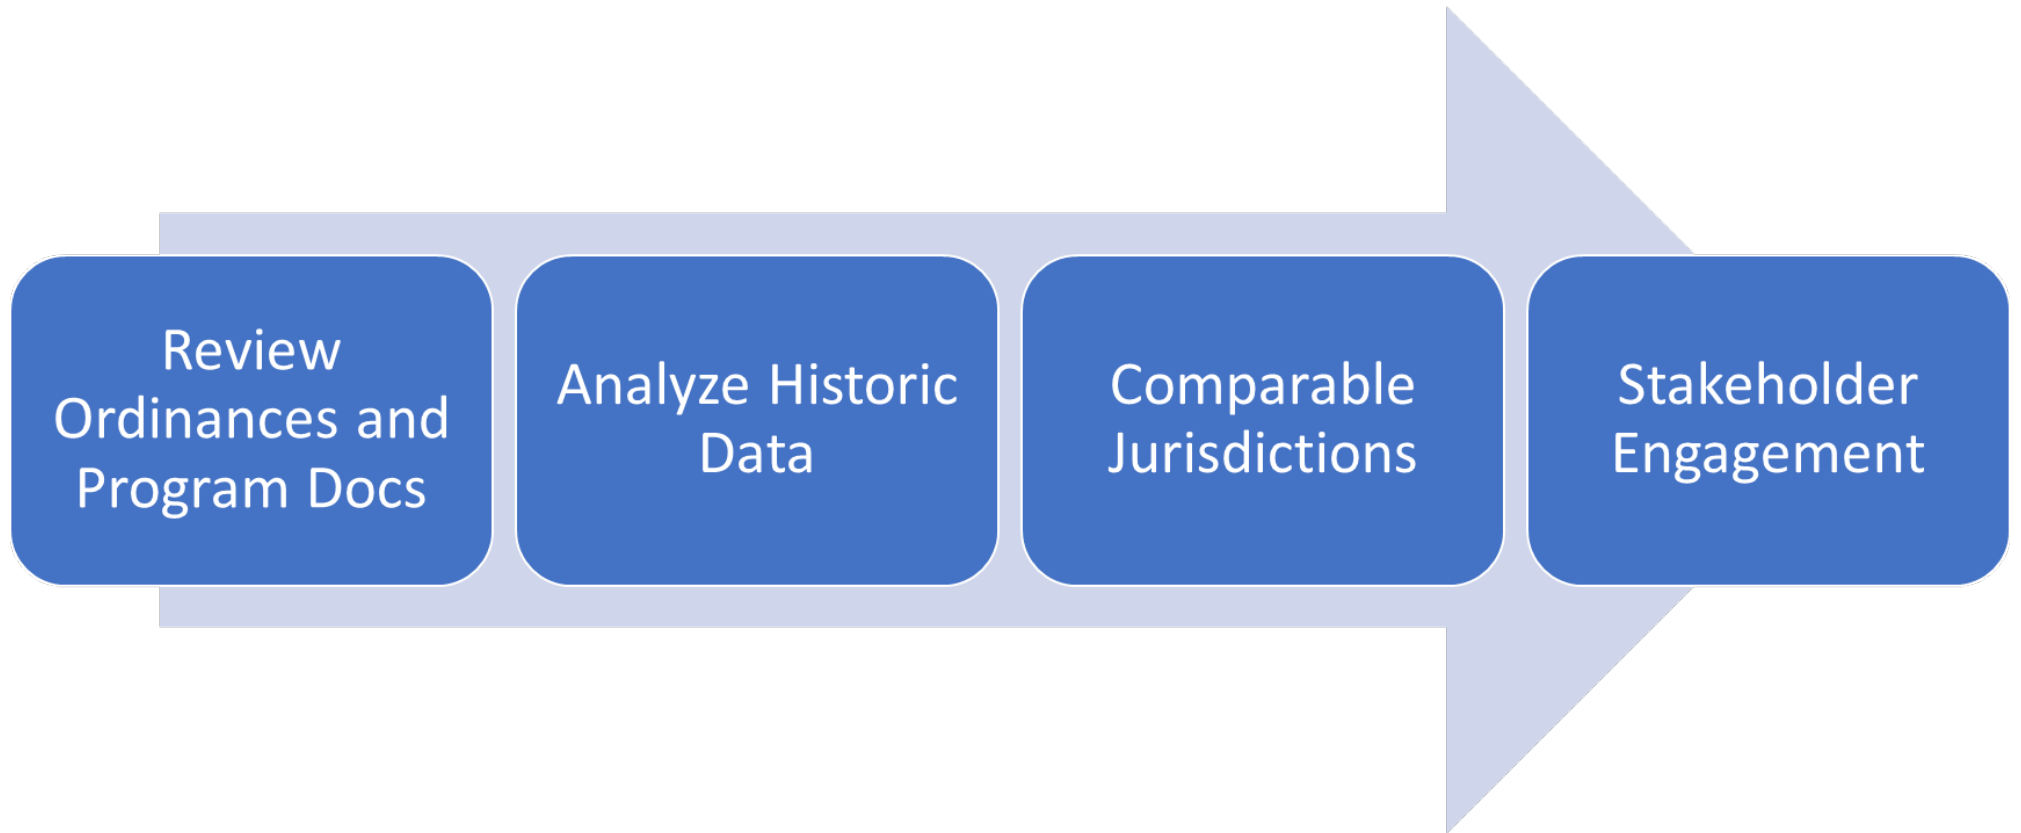 Review
Ordinances and
Program Docs
Analyze Historic
Data
Comparable
Jurisdictions
Stakeholder
Engagement